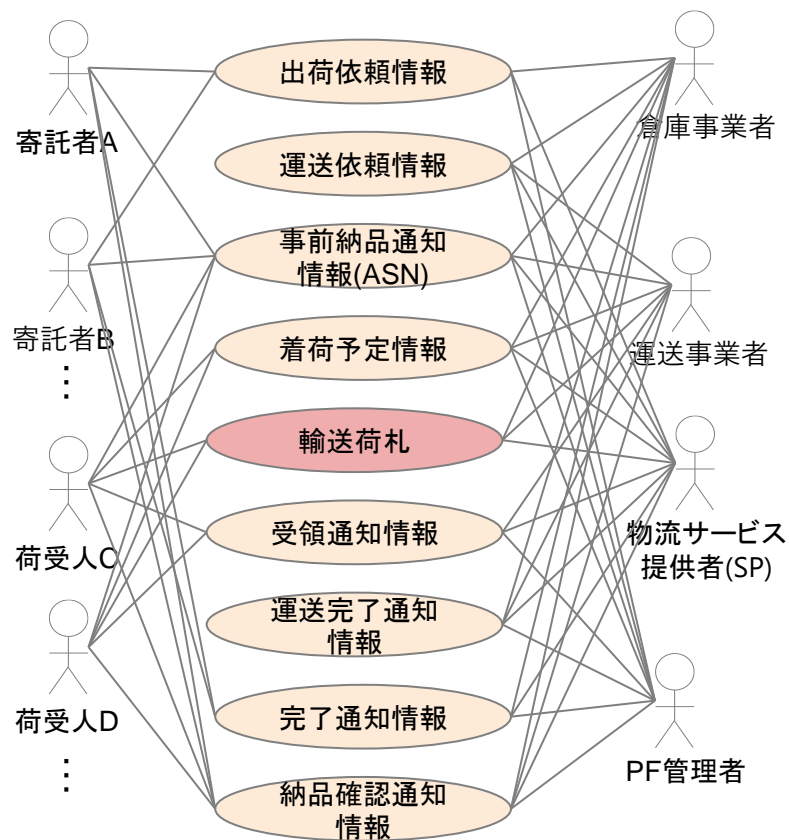 出荷依頼情報
倉庫事業者
寄託者A
運送依頼情報
事前納品通知
情報(ASN)
寄託者B
⋮
着荷予定情報
運送事業者
輸送荷札
荷受人C
受領通知情報
物流サービス
提供者(SP)
運送完了通知
情報
荷受人D
⋮
完了通知情報
PF管理者
納品確認通知
情報